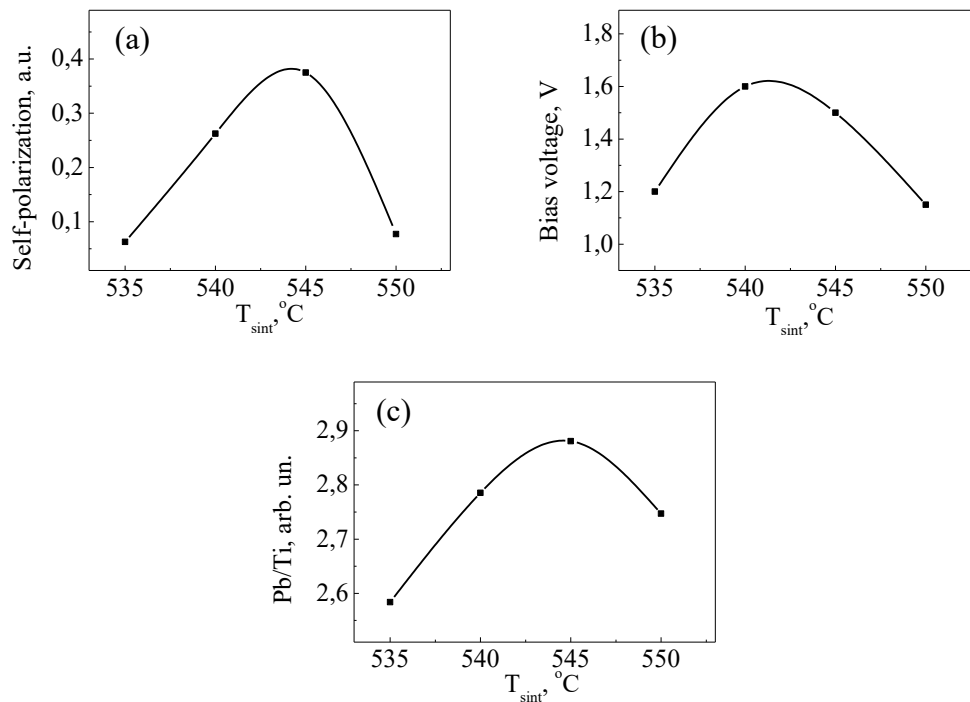 (a)
Self-polarization, a.u.
0,4
0,3
0,2
0,1
535 540 545 550
T_sint, °C
(b)
Bias voltage, V
1,8
1,6
1,4
1,2
1,0
535 540 545 550
T_sint, °C
(c)
Pb/Ti, arb. un.
2,9
2,8
2,7
2,6
535 540 545 550
T_sint, °C